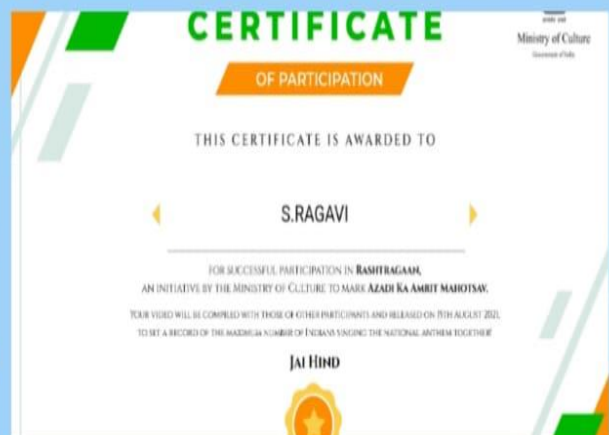 CERTIFICATE
Ministry of Culture
Government of India
OF PARTICIPATION
THIS CERTIFICATE IS AWARDED TO
S.RAGAVI
FOR SUCCESSFUL PARTICIPATION IN RASHTRAGAAN,
AN INITIATIVE BY THE MINISTRY OF CULTURE TO MARK AZADI KA AMRIT MAHOTSAV.
YOUR VIDEO WILL BE COMPILED WITH THOSE OF OTHER PARTICIPANTS AND RELEASED ON 15TH AUGUST 2021,
TO SET A RECORD OF THE MAXIMUM NUMBER OF INDIANS SINGING THE NATIONAL ANTHEM TOGETHER
JAI HIND